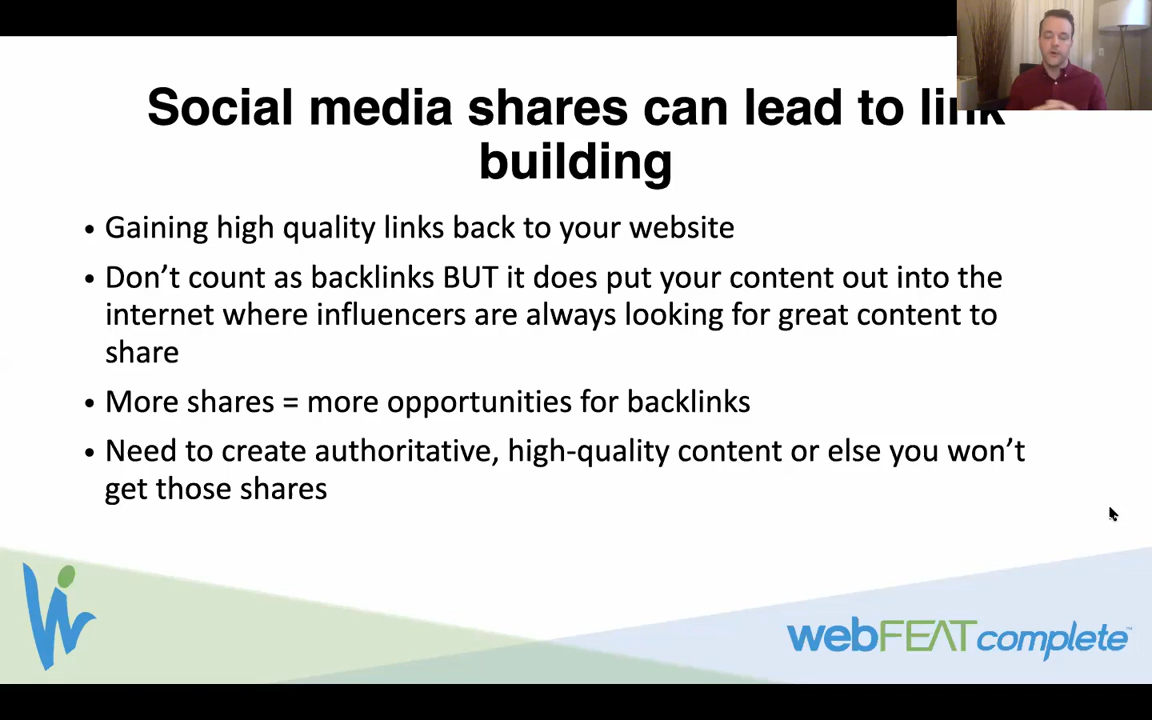 Social media shares can lead to link
building
• Gaining high quality links back to your website
• Don’t count as backlinks BUT it does put your content out into the
internet where influencers are always looking for great content to
share
• More shares = more opportunities for backlinks
• Need to create authoritative, high-quality content or else you won’t
get those shares
webFEAT complete™